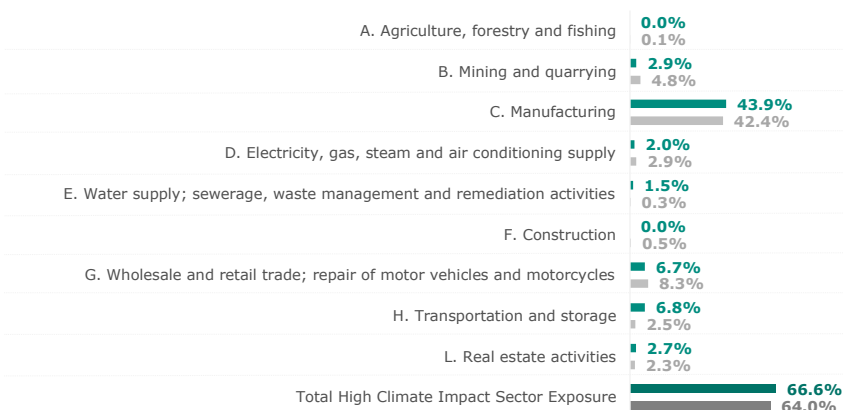 A. Agriculture, forestry and fishing
0.0%
0.1%
B. Mining and quarrying
2.9%
4.8%
C. Manufacturing
43.9%
42.4%
D. Electricity, gas, steam and air conditioning supply
2.0%
2.9%
E. Water supply; sewerage, waste management and remediation activities
1.5%
0.3%
F. Construction
0.0%
0.5%
G. Wholesale and retail trade; repair of motor vehicles and motorcycles
6.7%
8.3%
H. Transportation and storage
6.8%
2.5%
L. Real estate activities
2.7%
2.3%
Total High Climate Impact Sector Exposure
66.6%
64.0%